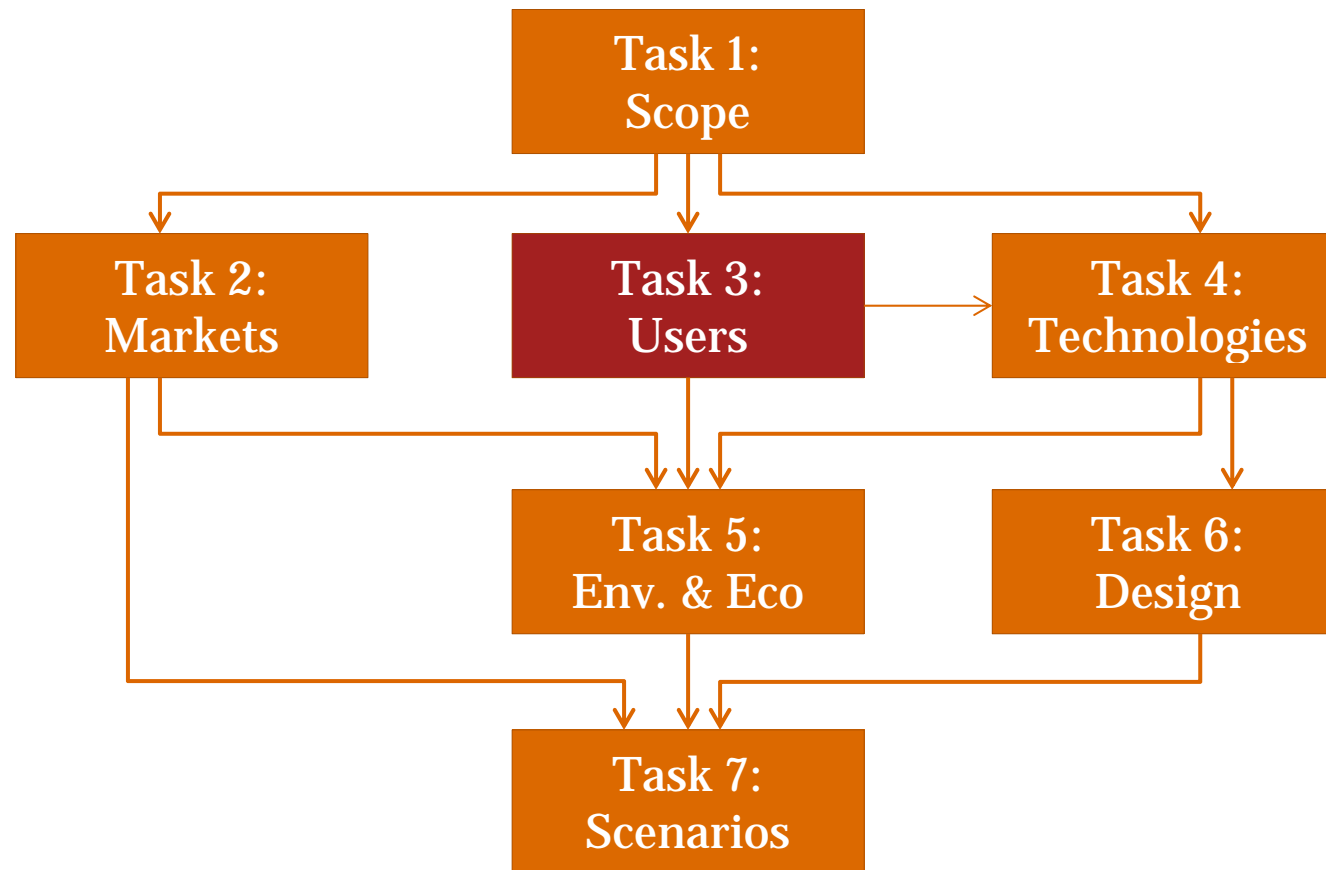 Task 1:
Scope
Task 2:
Markets
Task 3:
Users
Task 4:
Technologies
Task 5:
Env. & Eco
Task 6:
Design
Task 7:
Scenarios